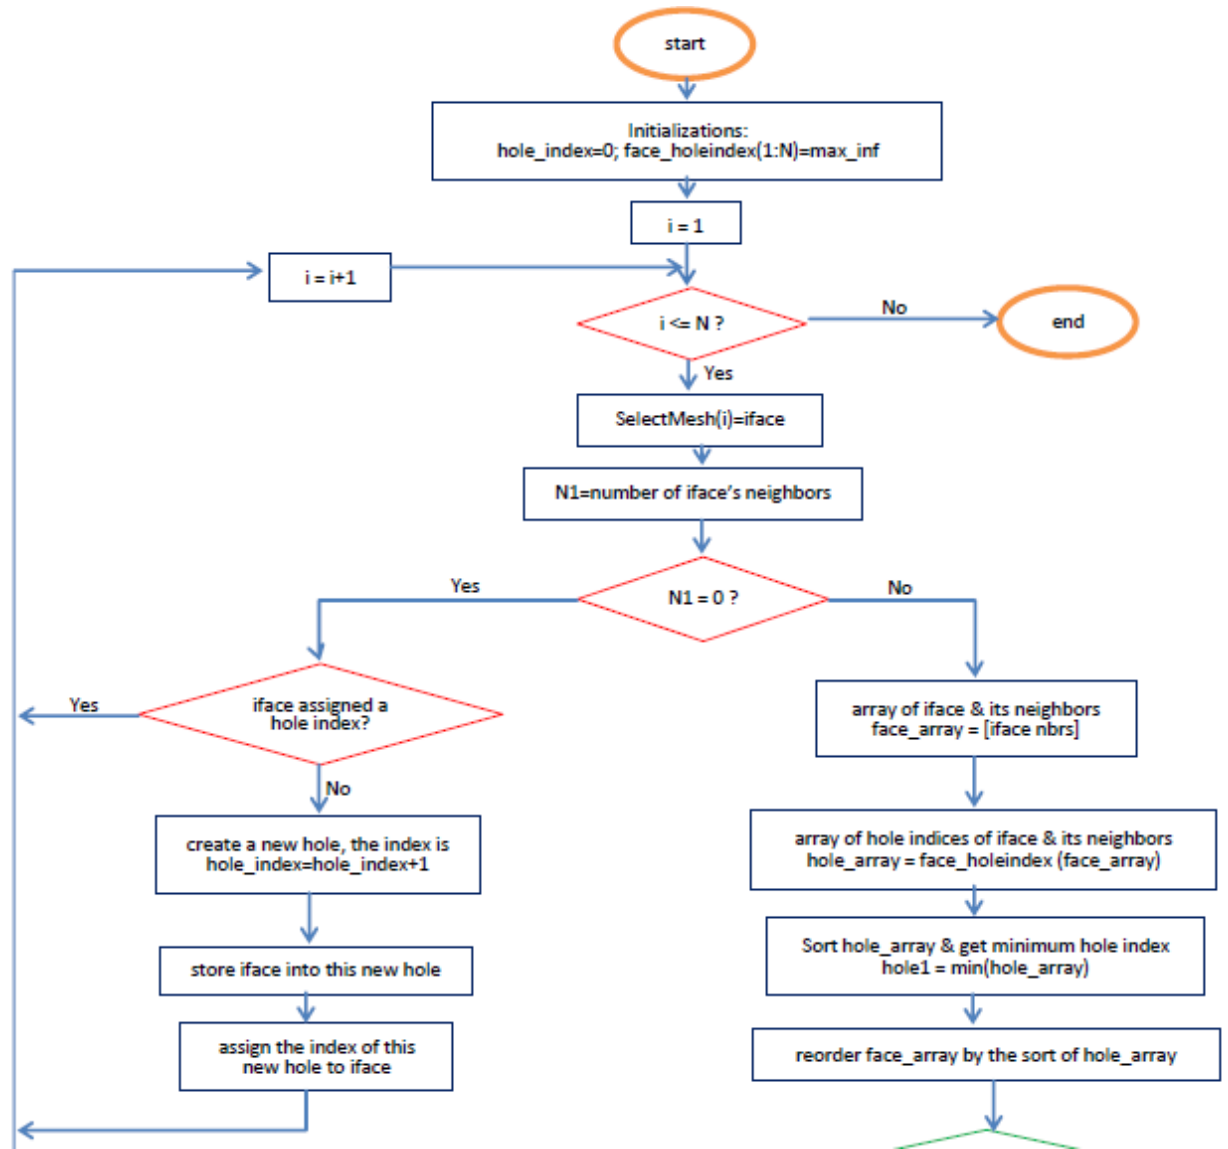 start
Initializations:
hole_index=0; face_holeindex(1:N)=max_inf
i = 1
i = i+1
i <= N ?
No
end
Yes
SelectMesh(i)=iface
N1=number of iface's neighbors
N1 = 0 ?
Yes
No
iface assigned a
hole index?
Yes
No
create a new hole, the index is
hole_index=hole_index+1
store iface into this new hole
assign the index of this
new hole to iface
array of iface & its neighbors
face_array = [iface nbrs]
array of hole indices of iface & its neighbors
hole_array = face_holeindex (face_array)
Sort hole_array & get minimum hole index
hole1 = min(hole_array)
reorder face_array by the sort of hole_array